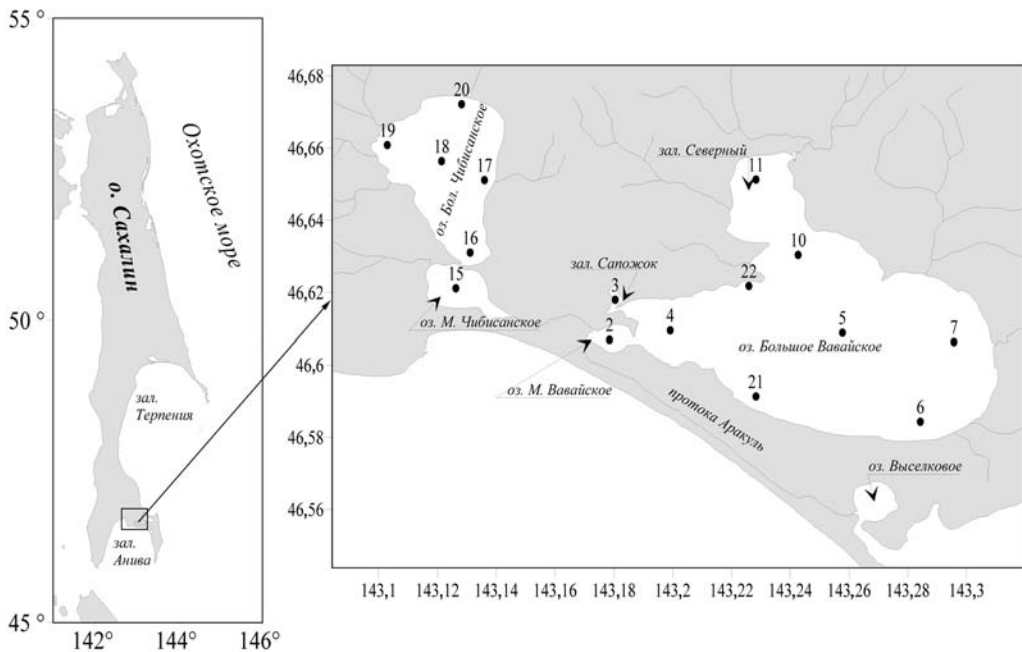 55 °
50 °
45 °
142°
144°
146°
Охотское море
о. Сахалин
зал.
Терпения
зал.
Анива
46,68
46,66
46,64
46,62
46,6
46,58
46,56
143,1
143,12
143,14
143,16
143,18
143,2
143,22
143,24
143,26
143,28
143,3
20
19
18
17
оз. Бол. Чибисанское
16
15
оз. М. Чибисанское
зал. Северный
11
10
зал. Сапожок
22
3
4
2
5
7
оз. Большое Вавайское
оз. М. Вавайское
21
6
протока Аракуль
оз. Выселковое